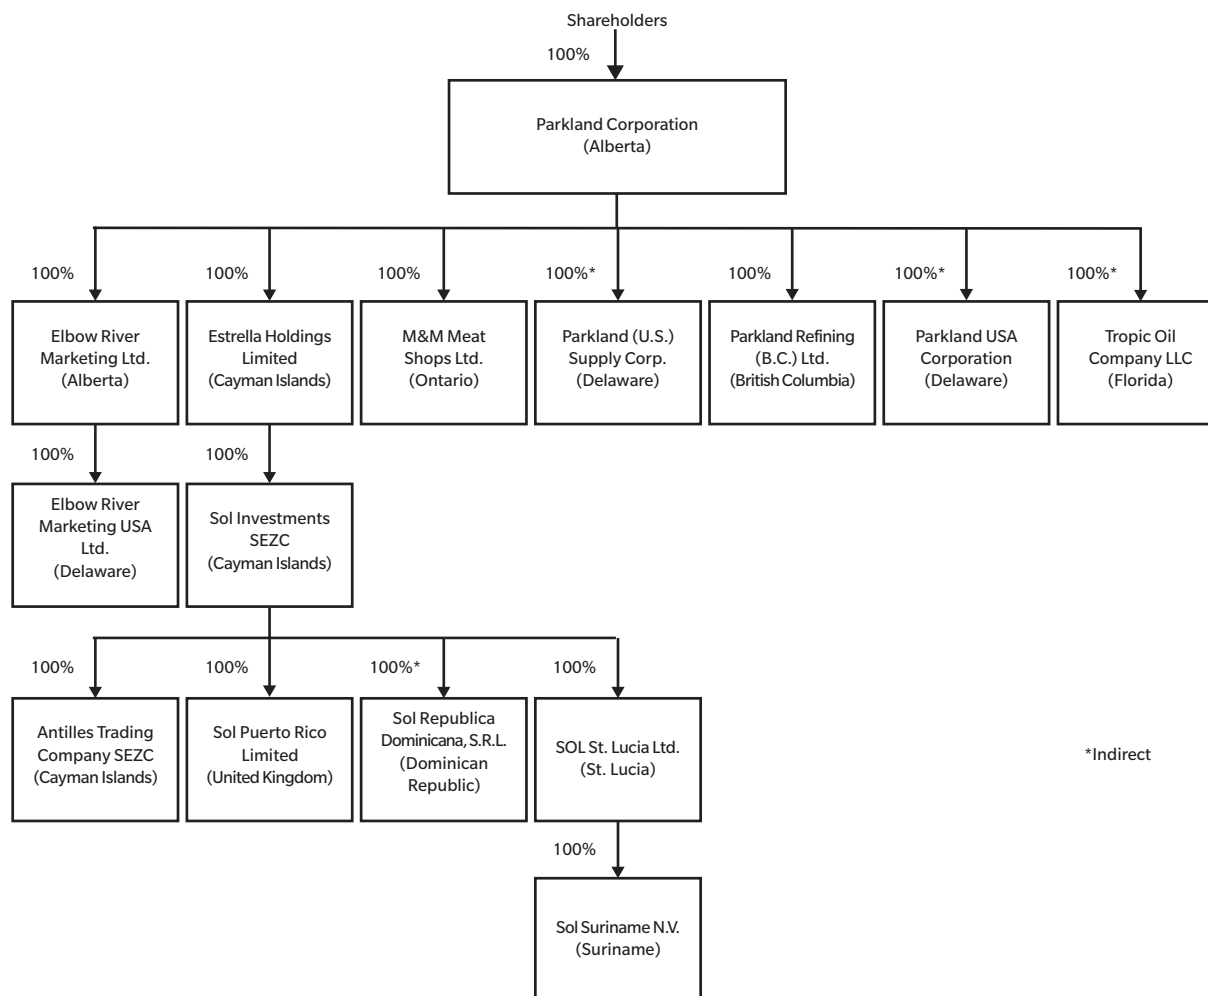 Shareholders
100%
Parkland Corporation
(Alberta)
100%
100%
100%
100%*
100%
100%*
100%*
Elbow River
Marketing Ltd.
(Alberta)
Estrella Holdings
Limited
(Cayman Islands)
M&M Meat
Shops Ltd.
(Ontario)
Parkland (U.S.)
Supply Corp.
(Delaware)
Parkland Refining
(B.C.) Ltd.
(British Columbia)
Parkland USA
Corporation
(Delaware)
Tropic Oil
Company LLC
(Florida)
100%
100%
Elbow River
Marketing USA
Ltd.
(Delaware)
Sol Investments
SEZC
(Cayman Islands)
100%
100%
100%*
100%
Antilles Trading
Company SEZC
(Cayman Islands)
Sol Puerto Rico
Limited
(United Kingdom)
Sol Republica
Dominicana, S.R.L.
(Dominican
Republic)
SOL St. Lucia Ltd.
(St. Lucia)
*Indirect
100%
Sol Suriname N.V.
(Suriname)